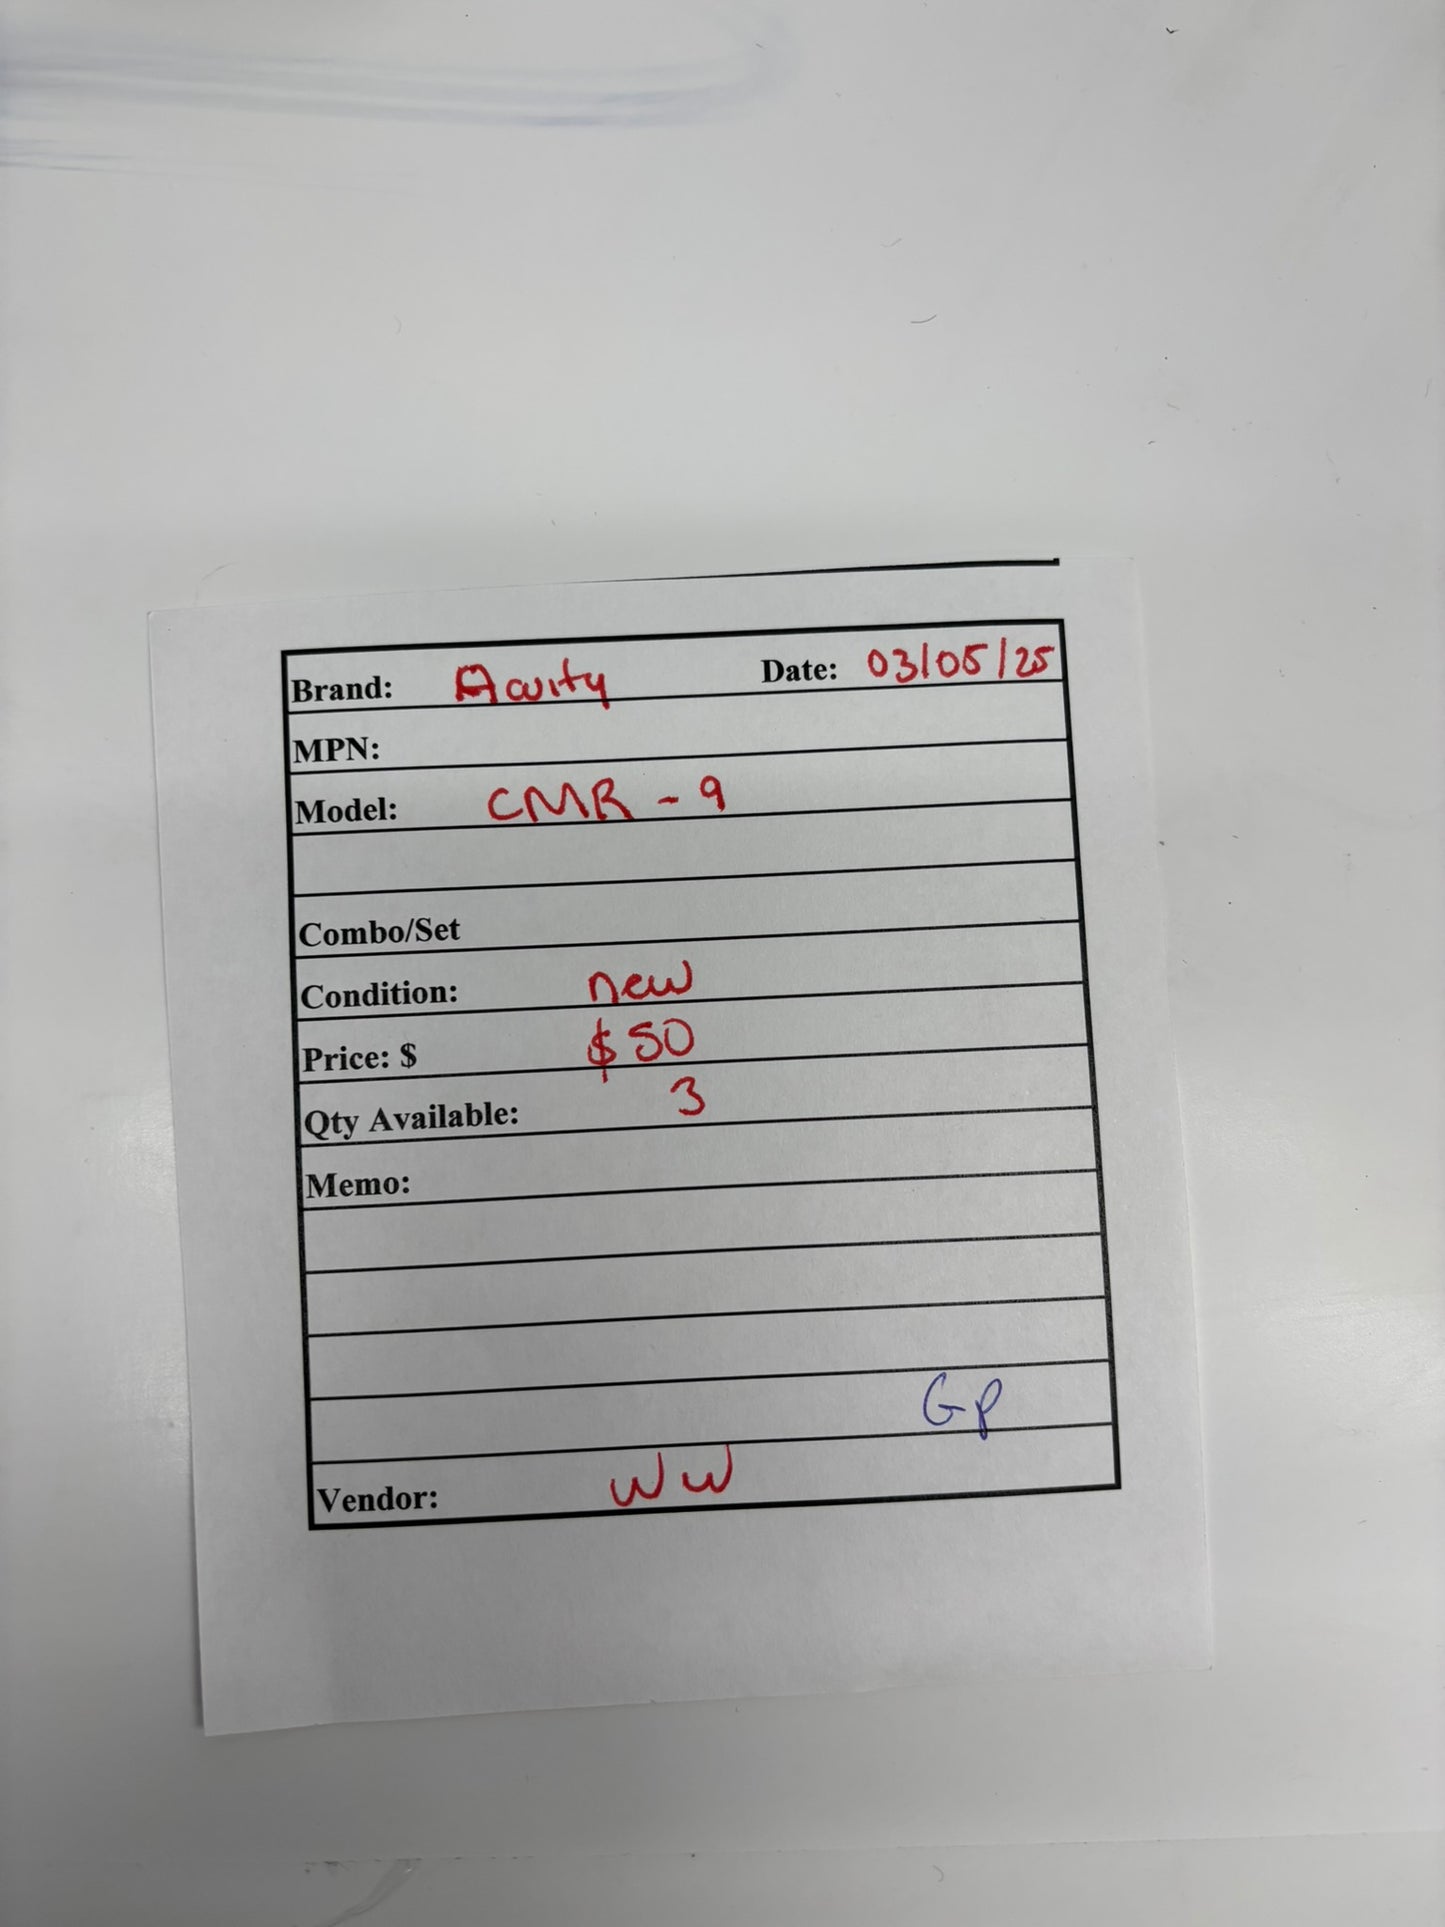 Brand: Acuity Date: 03/05/25
MPN:
Model: CMR - 9
Combo/Set
Condition: new
Price: $ $50
Qty Available: 3
Memo:
GP
Vendor: WW